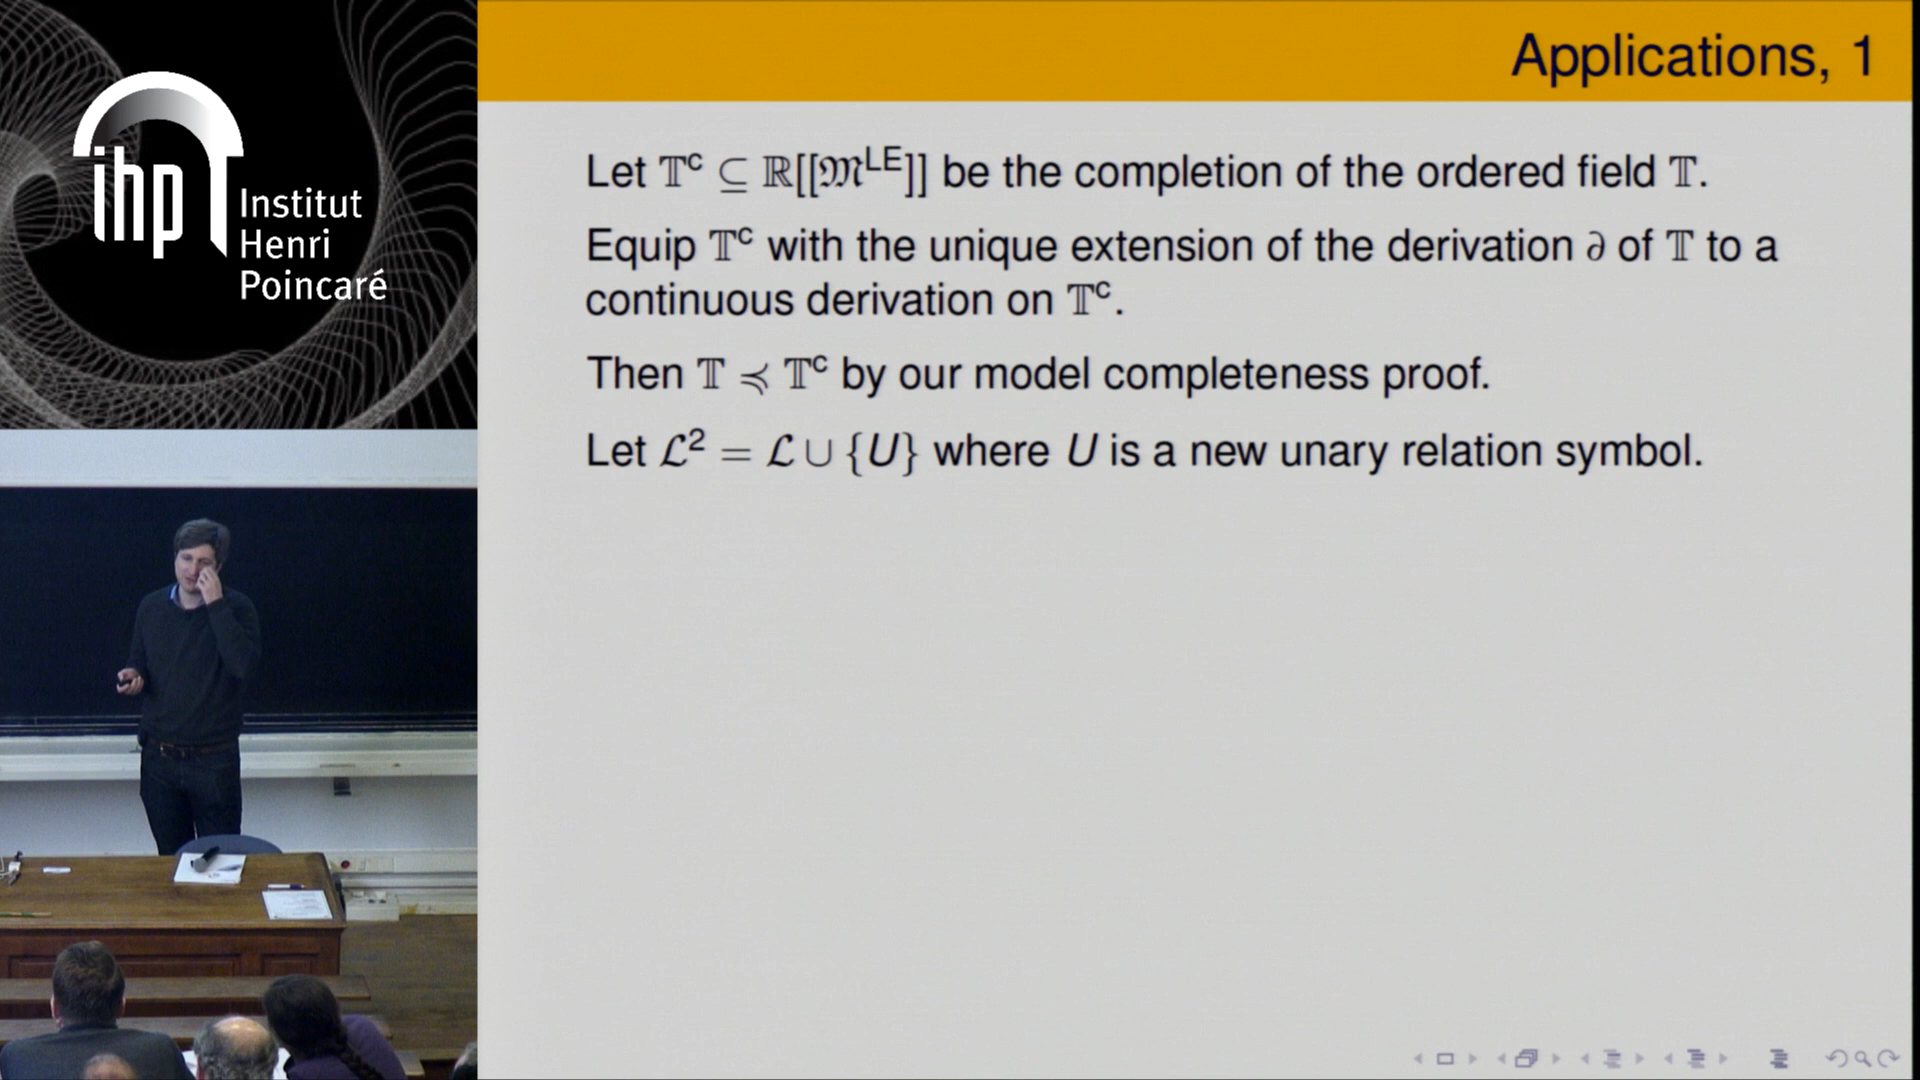 ihp
Institut
Henri
Poincaré
Applications, 1
Let 𝕋ᶜ ⊆ ℝ[[𝔐ᴸᴱ]] be the completion of the ordered field 𝕋.
Equip 𝕋ᶜ with the unique extension of the derivation ∂ of 𝕋 to a
continuous derivation on 𝕋ᶜ.
Then 𝕋 ≼ 𝕋ᶜ by our model completeness proof.
Let ℒ² = ℒ ∪ {U} where U is a new unary relation symbol.